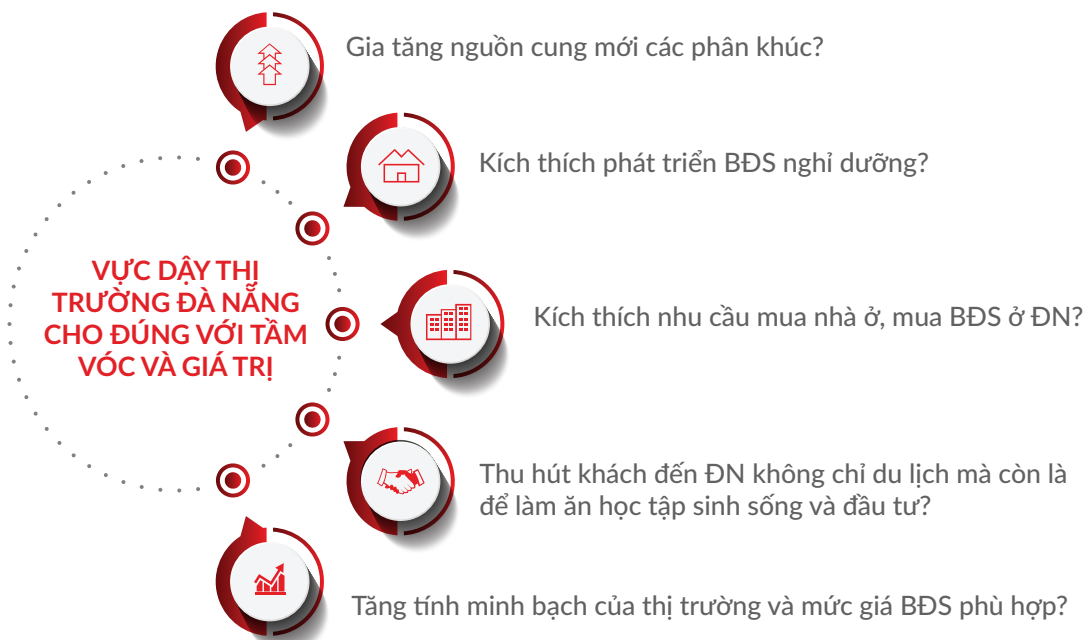 Gia tăng nguồn cung mới các phân khúc?
Kích thích phát triển BĐS nghỉ dưỡng?
VỰC DẬY THỊ
TRƯỜNG ĐÀ NẴNG
CHO ĐÚNG VỚI TẦM
VÓC VÀ GIÁ TRỊ
Kích thích nhu cầu mua nhà ở, mua BĐS ở ĐN?
Thu hút khách đến ĐN không chỉ du lịch mà còn là
để làm ăn học tập sinh sống và đầu tư?
Tăng tính minh bạch của thị trường và mức giá BĐS phù hợp?